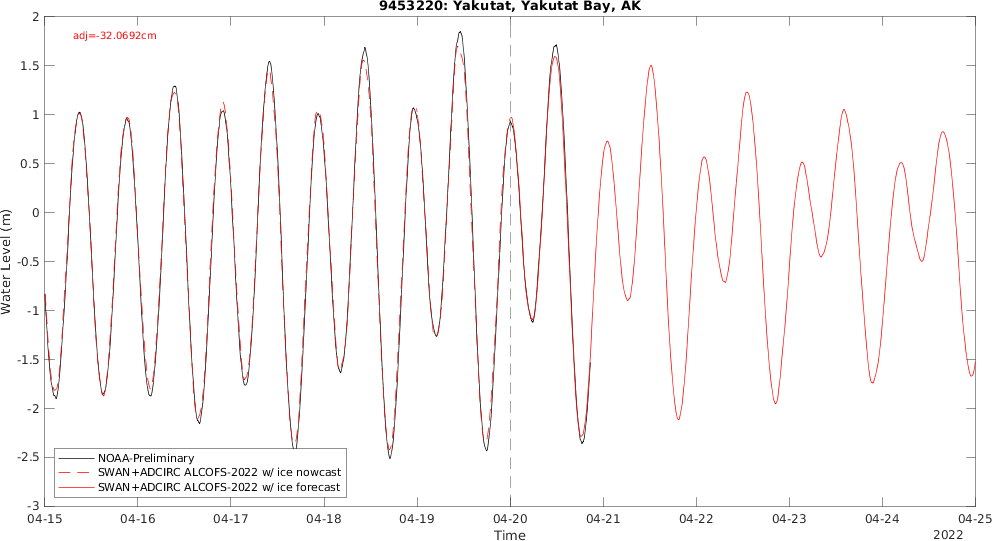 9453220: Yakutat, Yakutat Bay, AK
adj=-32.0692cm
2
1.5
1
0.5
0
-0.5
-1
-1.5
-2
-2.5
-3
Water Level (m)
NOAA-Preliminary
SWAN+ADCIRC ALCOFS-2022 w/ ice nowcast
SWAN+ADCIRC ALCOFS-2022 w/ ice forecast
04-15 04-16 04-17 04-18 04-19 04-20 04-21 04-22 04-23 04-24 04-25
Time
2022